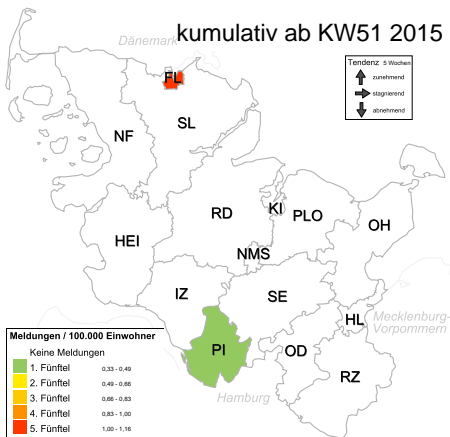 kumulativ ab KW51 2015
Dänemark
Tendenz 5 Wochen
zunehmend
stagnierend
abnehmend
FL
SL
NF
RD
KI
PLO
OH
HEI
NMS
IZ
SE
HL
Mecklenburg-
Vorpommern
PI
OD
RZ
Hamburg
Meldungen / 100.000 Einwohner
Keine Meldungen
1. Fünftel 0,33 - 0,49
2. Fünftel 0,49 - 0,66
3. Fünftel 0,66 - 0,83
4. Fünftel 0,83 - 1,00
5. Fünftel 1,00 - 1,16